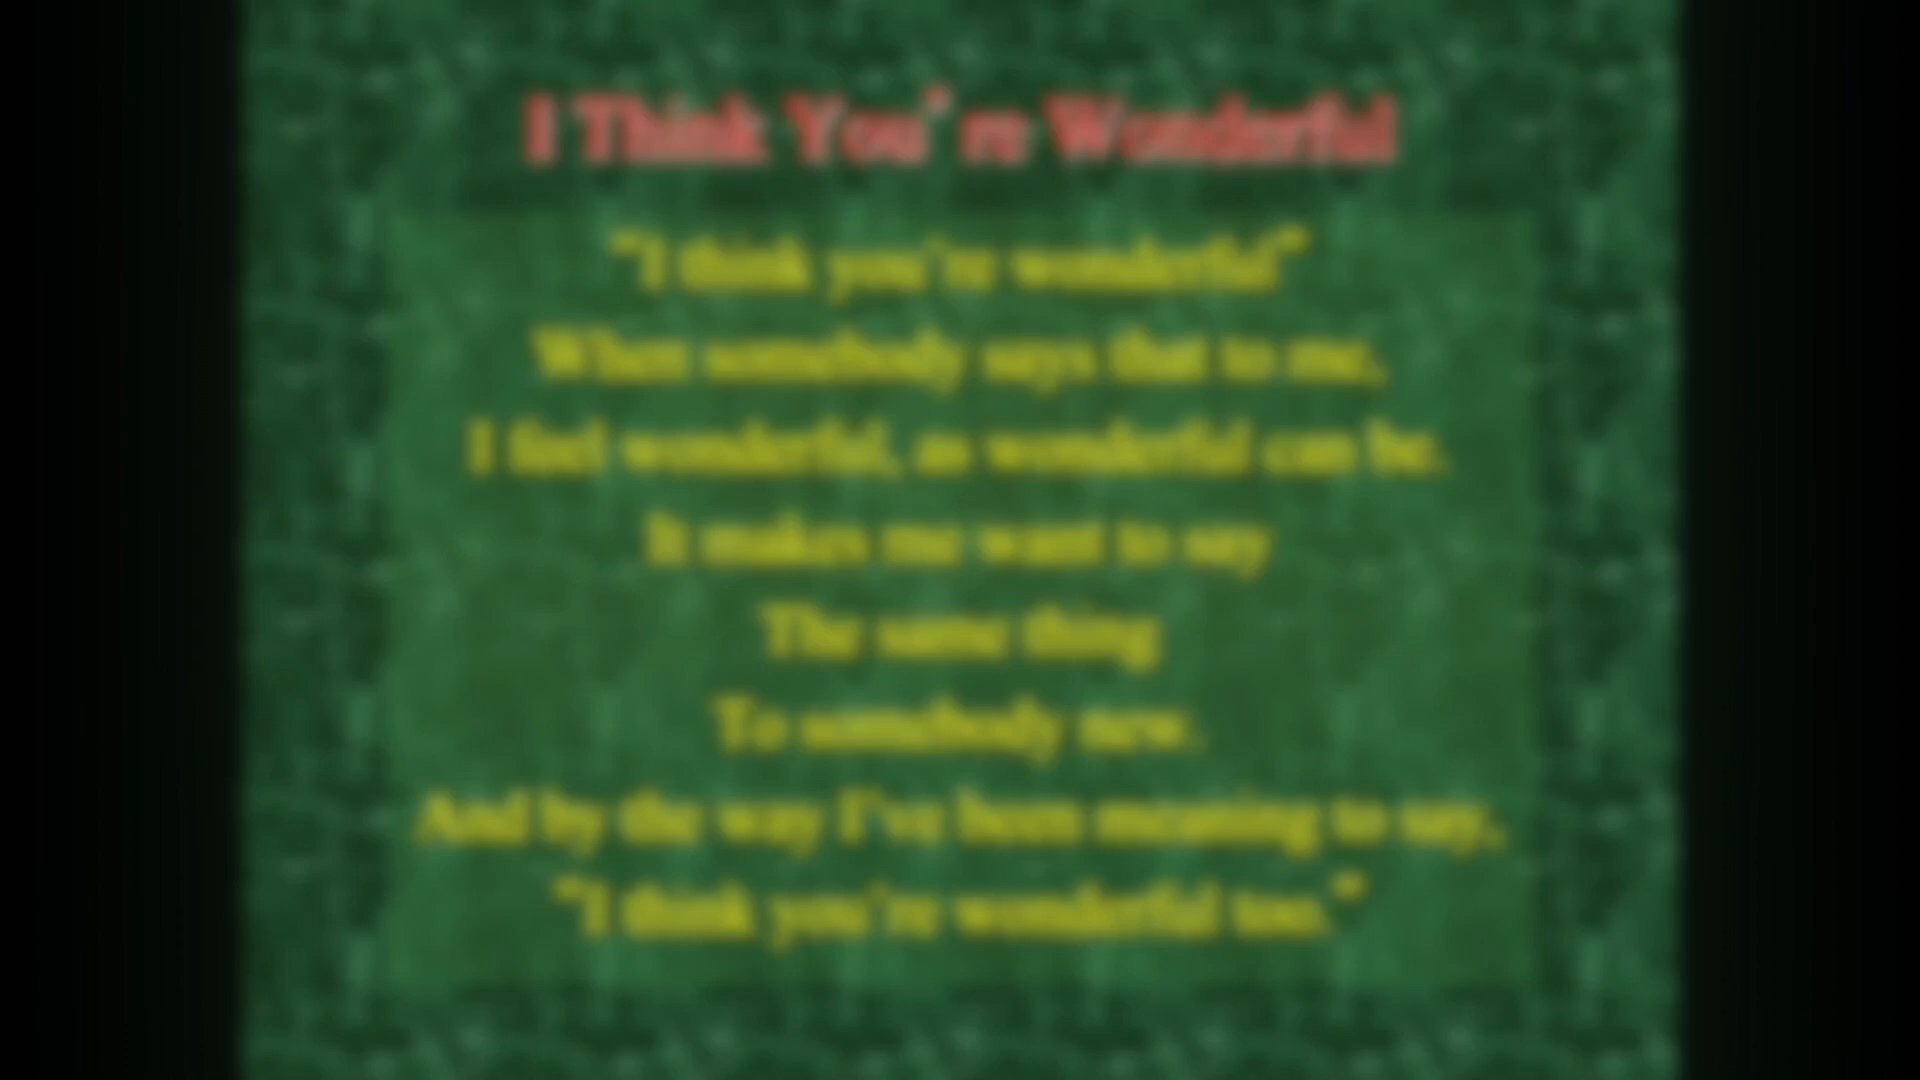 I Think You're Wonderful
"I think you're wonderful"
When somebody says that to me,
I feel wonderful, as wonderful can be.
It makes me want to say
The same thing
To somebody new.
And by the way I've been meaning to say,
"I think you're wonderful too."